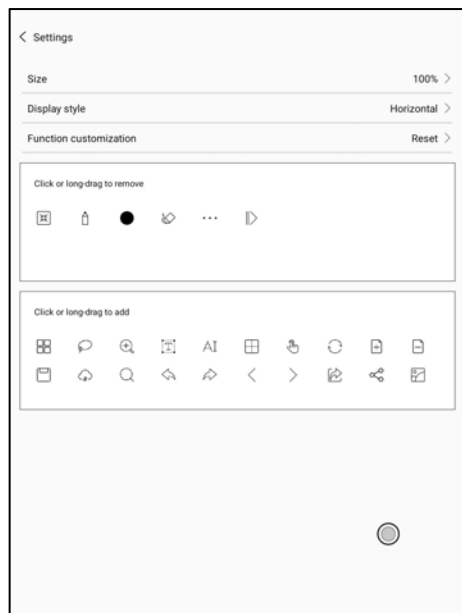 Settings
Size 100%
Display style Horizontal
Function customization Reset
Click or long-drag to remove
Click or long-drag to add
T AI